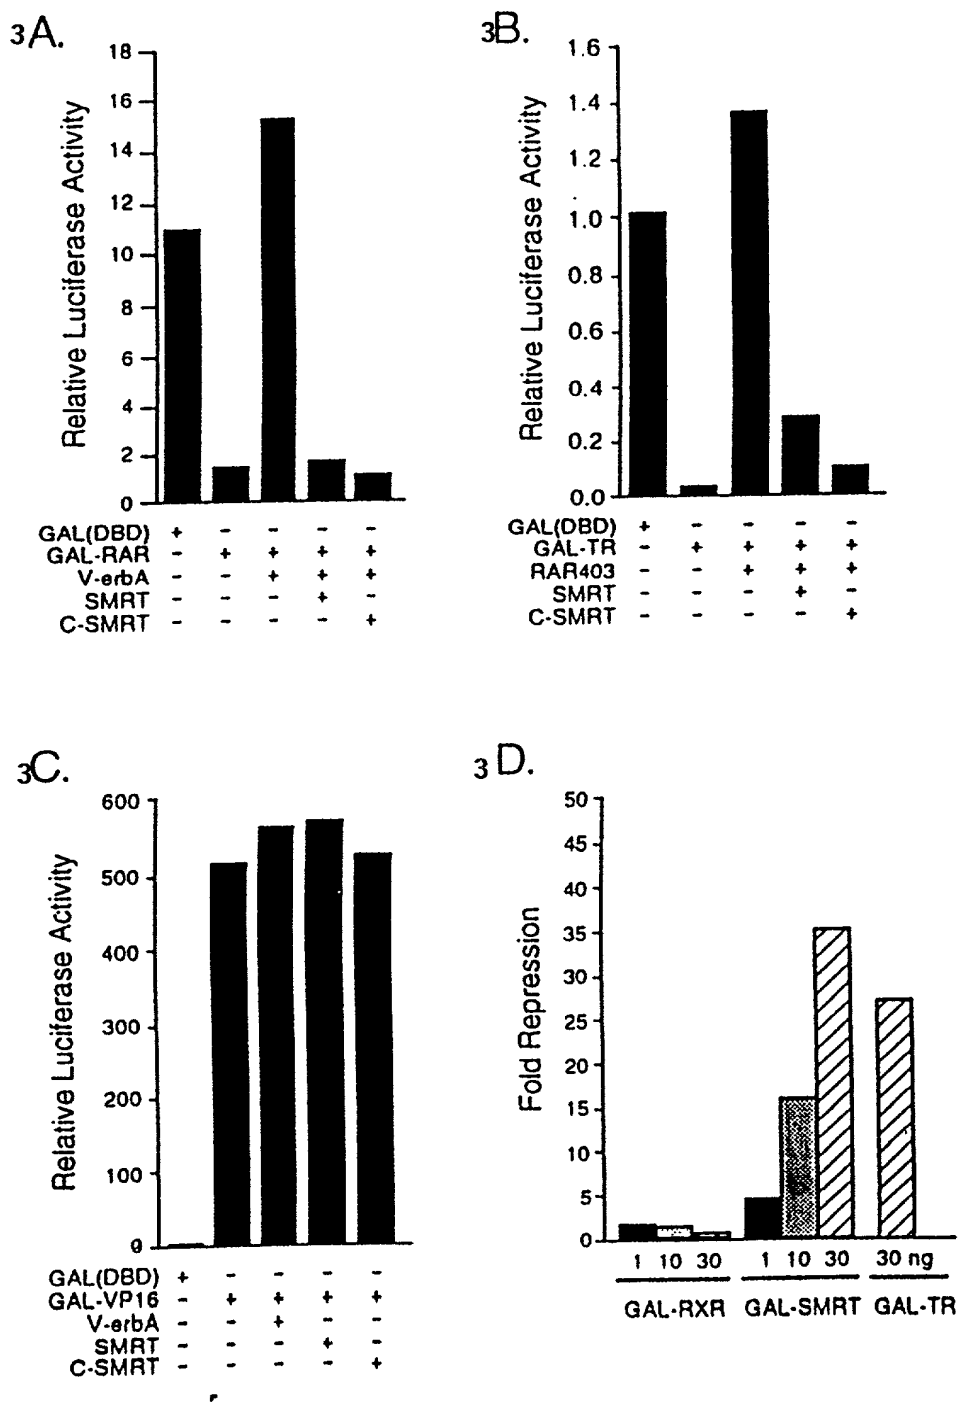 3A.
Relative Luciferase Activity
18
16
14
12
10
8
6
4
2
0
GAL(DBD) + - - - -
GAL-RAR - + + + +
V-erbA - - + + +
SMRT - - - + -
C-SMRT - - - - +
3B.
Relative Luciferase Activity
1.6
1.4
1.2
1.0
0.8
0.6
0.4
0.2
0.0
GAL(DBD) + - - - -
GAL-TR - + + + +
RAR403 - - + + +
SMRT - - - + -
C-SMRT - - - - +
3C.
Relative Luciferase Activity
600
500
400
300
200
100
0
GAL(DBD) + - - - -
GAL-VP16 - + + + +
V-erbA - - + - -
SMRT - - - + -
C-SMRT - - - - +
3D.
Fold Repression
50
45
40
35
30
25
20
15
10
5
0
1 10 30 1 10 30 30 ng
GAL-RXR GAL-SMRT GAL-TR